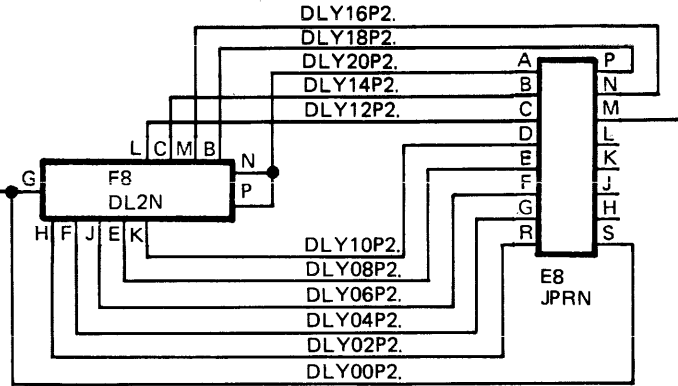 DLY16P2.
DLY18P2.
DLY20P2. A P
DLY14P2. B N
DLY12P2. C M
L C M B D L
N E K
G F8 F J
DL2N P G H
H F J E K DLY10P2. R S
DLY08P2. E8
DLY06P2. JPRN
DLY04P2.
DLY02P2.
DLY00P2.